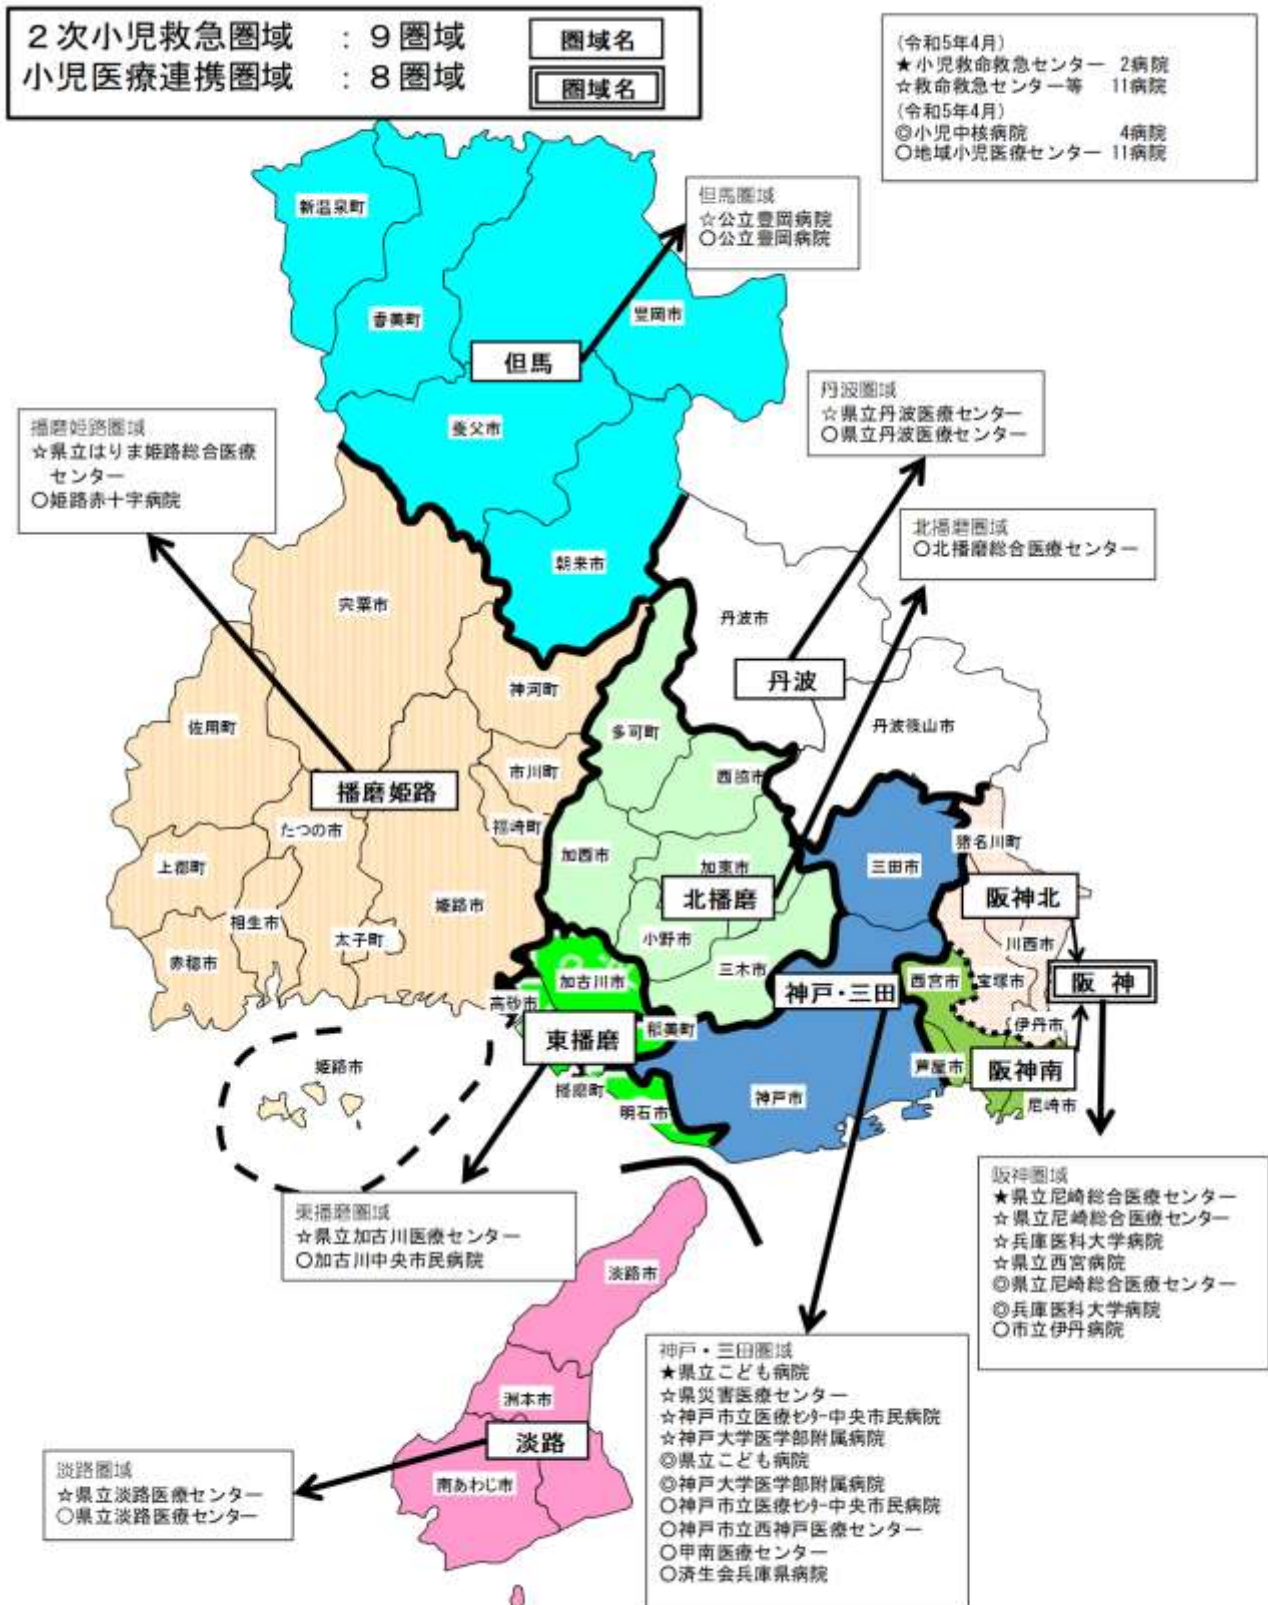 ２次小児救急圏域　：９圏域　圏域名
小児医療連携圏域　：８圏域　圏域名
(令和5年4月)
★小児救命救急センター　2病院
☆救命救急センター等　11病院
(令和5年4月)
◎小児中核病院　4病院
○地域小児医療センター　11病院
但馬圏域
☆公立豊岡病院
○公立豊岡病院
新温泉町
香美町
豊岡市
但馬
養父市
朝来市
丹波圏域
☆県立丹波医療センター
○県立丹波医療センター
播磨姫路圏域
☆県立はりま姫路総合医療
センター
○姫路赤十字病院
北播磨圏域
○北播磨総合医療センター
宍粟市
丹波市
丹波
神河町
佐用町
多可町
丹波篠山市
市川町
西脇市
播磨姫路
たつの市
福崎町
加西市
加東市
三田市
猪名川町
上郡町
北播磨
阪神北
姫路市
相生市
太子町
小野市
川西市
赤穂市
三木市
加古川市
神戸・三田
西宮市
宝塚市
阪神
高砂市
稲美町
伊丹市
東播磨
姫路市
芦屋市
阪神南
播磨町
明石市
神戸市
尼崎市
阪神圏域
★県立尼崎総合医療センター
☆県立尼崎総合医療センター
☆兵庫医科大学病院
☆県立西宮病院
◎県立尼崎総合医療センター
◎兵庫医科大学病院
○市立伊丹病院
東播磨圏域
☆県立加古川医療センター
○加古川中央市民病院
淡路市
神戸・三田圏域
★県立こども病院
☆県災害医療センター
☆神戸市立医療ｾﾝﾀｰ中央市民病院
☆神戸大学医学部附属病院
◎県立こども病院
◎神戸大学医学部附属病院
○神戸市立医療ｾﾝﾀｰ中央市民病院
○神戸市立西神戸医療センター
○甲南医療センター
○済生会兵庫県病院
洲本市
淡路
南あわじ市
淡路圏域
☆県立淡路医療センター
○県立淡路医療センター